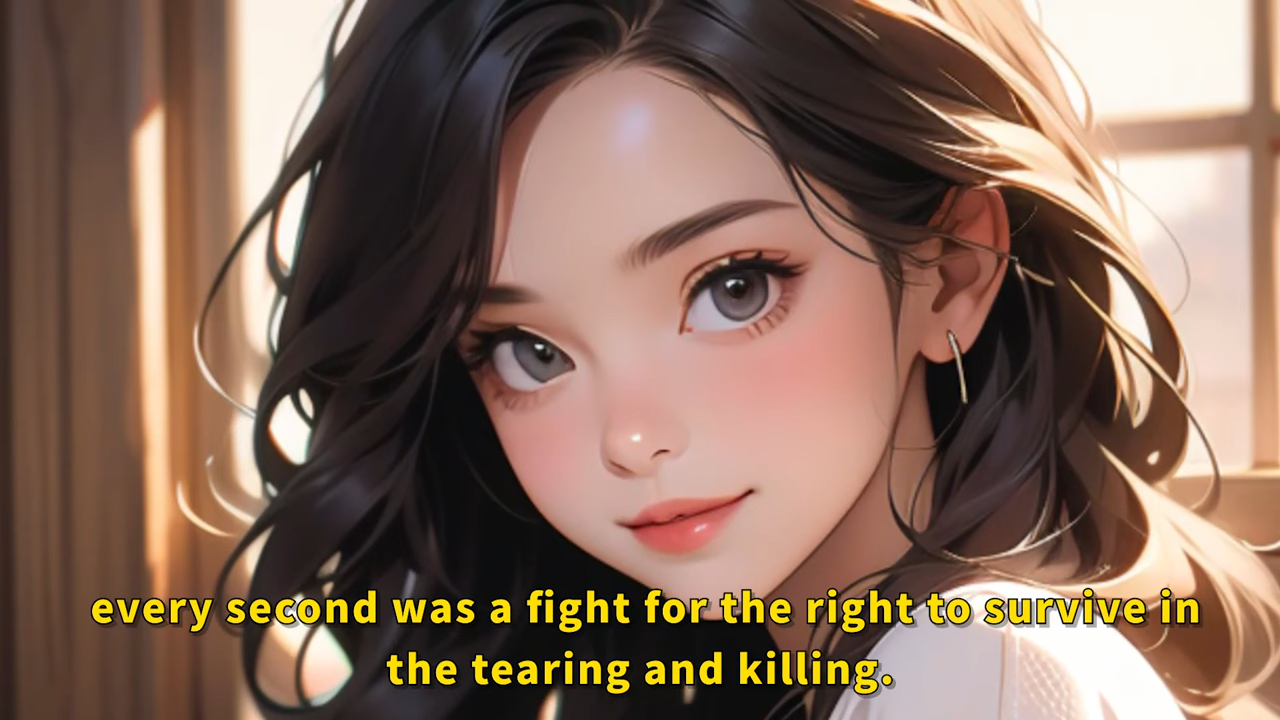 every second was a fight for the right to survive in
the tearing and killing.